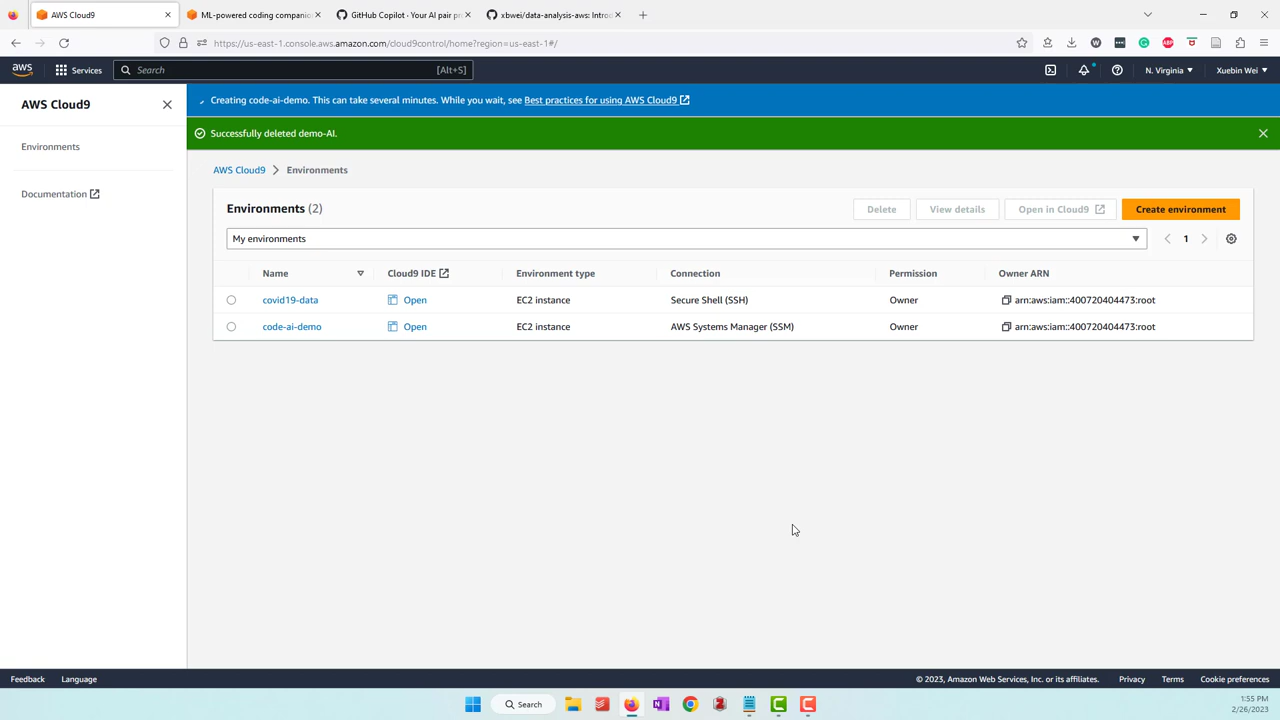 AWS Cloud9
ML-powered coding companion
GitHub Copilot · Your AI pair pr
xbwei/data-analysis-aws: Introd
https://us-east-1.console.aws.amazon.com/cloud9control/home?region=us-east-1#/
aws
Services
Search
[Alt+S]
N. Virginia
Xuebin Wei
AWS Cloud9
Environments
Documentation
Creating code-ai-demo. This can take several minutes. While you wait, see Best practices for using AWS Cloud9
Successfully deleted demo-AI.
AWS Cloud9 > Environments
Environments (2)
Delete
View details
Open in Cloud9
Create environment
My environments
1
Name Cloud9 IDE Environment type Connection Permission Owner ARN
covid19-data Open EC2 instance Secure Shell (SSH) Owner arn:aws:iam::400720404473:root
code-ai-demo Open EC2 instance AWS Systems Manager (SSM) Owner arn:aws:iam::400720404473:root
Feedback Language
© 2023, Amazon Web Services, Inc. or its affiliates. Privacy Terms Cookie preferences
Search
1:55 PM
2/26/2023